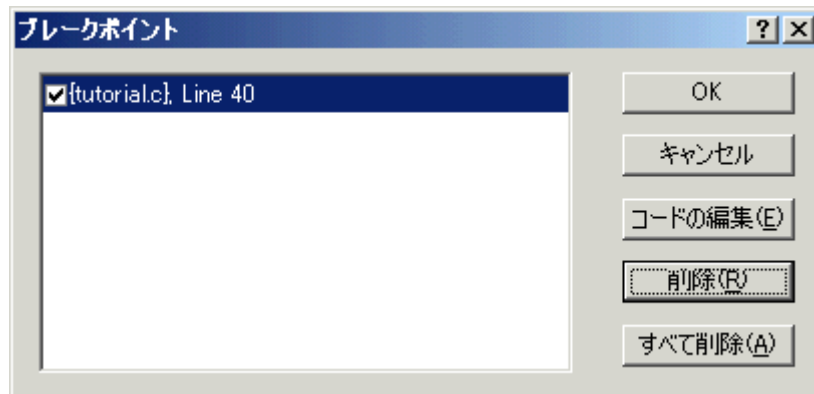 ブレークポイント
{tutorial.c}, Line 40
OK
キャンセル
コードの編集(E)
削除(R)
すべて削除(A)